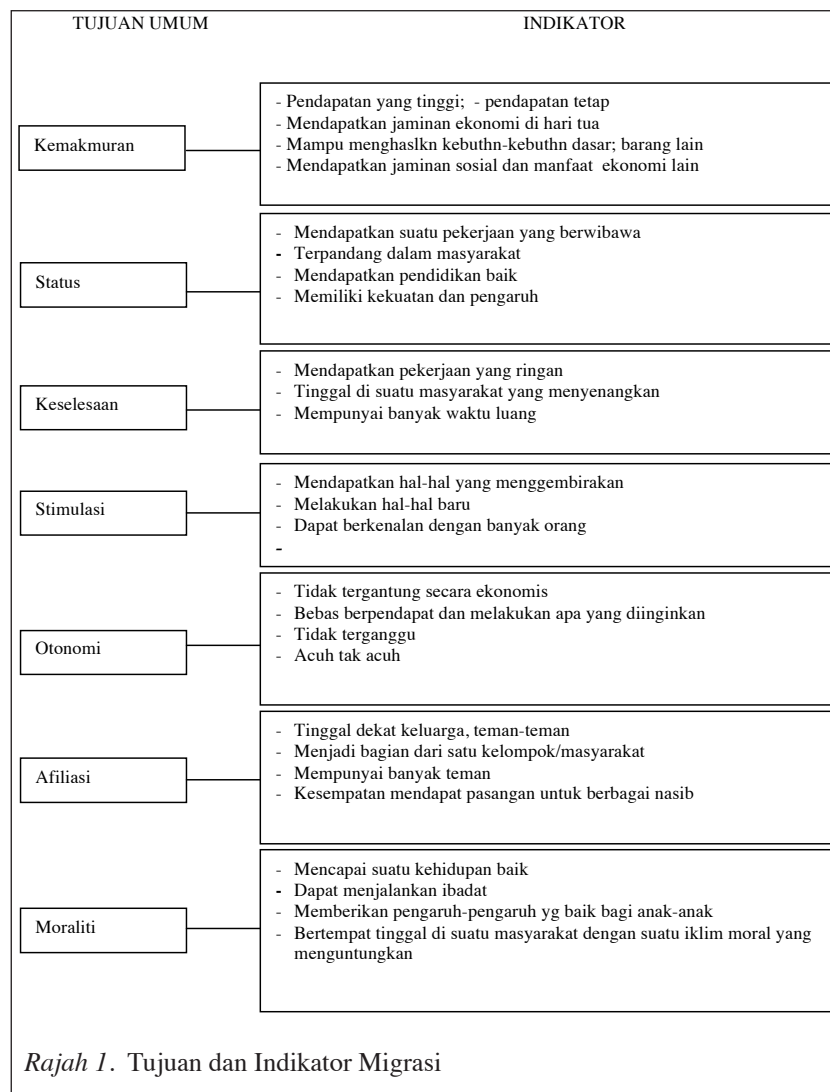 TUJUAN UMUM INDIKATOR
Kemakmuran
- Pendapatan yang tinggi; - pendapatan tetap
- Mendapatkan jaminan ekonomi di hari tua
- Mampu menghaslkn kebuthn-kebuthn dasar; barang lain
- Mendapatkan jaminan sosial dan manfaat ekonomi lain
Status
- Mendapatkan suatu pekerjaan yang berwibawa
- Terpandang dalam masyarakat
- Mendapatkan pendidikan baik
- Memiliki kekuatan dan pengaruh
Keselesaan
- Mendapatkan pekerjaan yang ringan
- Tinggal di suatu masyarakat yang menyenangkan
- Mempunyai banyak waktu luang
Stimulasi
- Mendapatkan hal-hal yang menggembirakan
- Melakukan hal-hal baru
- Dapat berkenalan dengan banyak orang
-
Otonomi
- Tidak tergantung secara ekonomis
- Bebas berpendapat dan melakukan apa yang diinginkan
- Tidak terganggu
- Acuh tak acuh
Afiliasi
- Tinggal dekat keluarga, teman-teman
- Menjadi bagian dari satu kelompok/masyarakat
- Mempunyai banyak teman
- Kesempatan mendapat pasangan untuk berbagai nasib
Moraliti
- Mencapai suatu kehidupan baik
- Dapat menjalankan ibadat
- Memberikan pengaruh-pengaruh yg baik bagi anak-anak
- Bertempat tinggal di suatu masyarakat dengan suatu iklim moral yang
menguntungkan
Rajah 1. Tujuan dan Indikator Migrasi